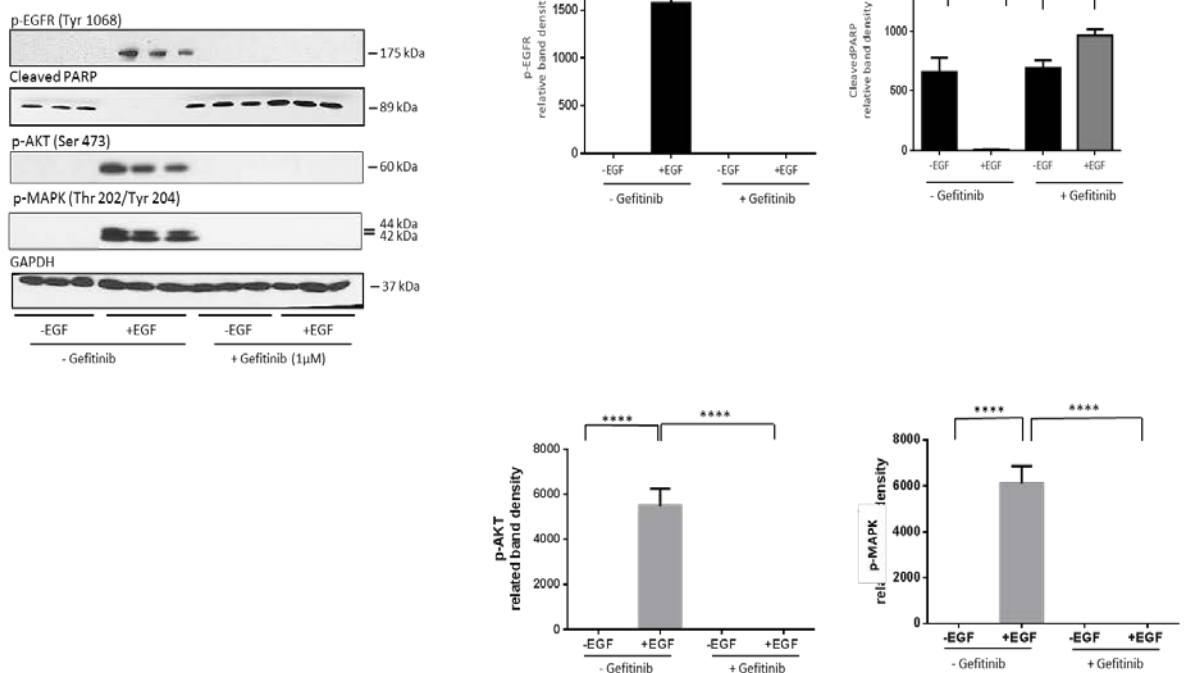 p-EGFR (Tyr 1068)
175 kDa
Cleaved PARP
89 kDa
p-AKT (Ser 473)
60 kDa
p-MAPK (Thr 202/Tyr 204)
44 kDa
42 kDa
GAPDH
37 kDa
-EGF +EGF -EGF +EGF
- Gefitinib + Gefitinib (1µM)
p-EGFR
relative band density
1500
1000
500
0
-EGF +EGF -EGF +EGF
- Gefitinib + Gefitinib
CleavedPARP
relative band density
1000
500
0
-EGF +EGF -EGF +EGF
- Gefitinib + Gefitinib
**** ****
p-AKT
related band density
8000
6000
4000
2000
0
-EGF +EGF -EGF +EGF
- Gefitinib + Gefitinib
**** ****
p-MAPK
8000
6000
4000
2000
0
-EGF +EGF -EGF +EGF
- Gefitinib + Gefitinib